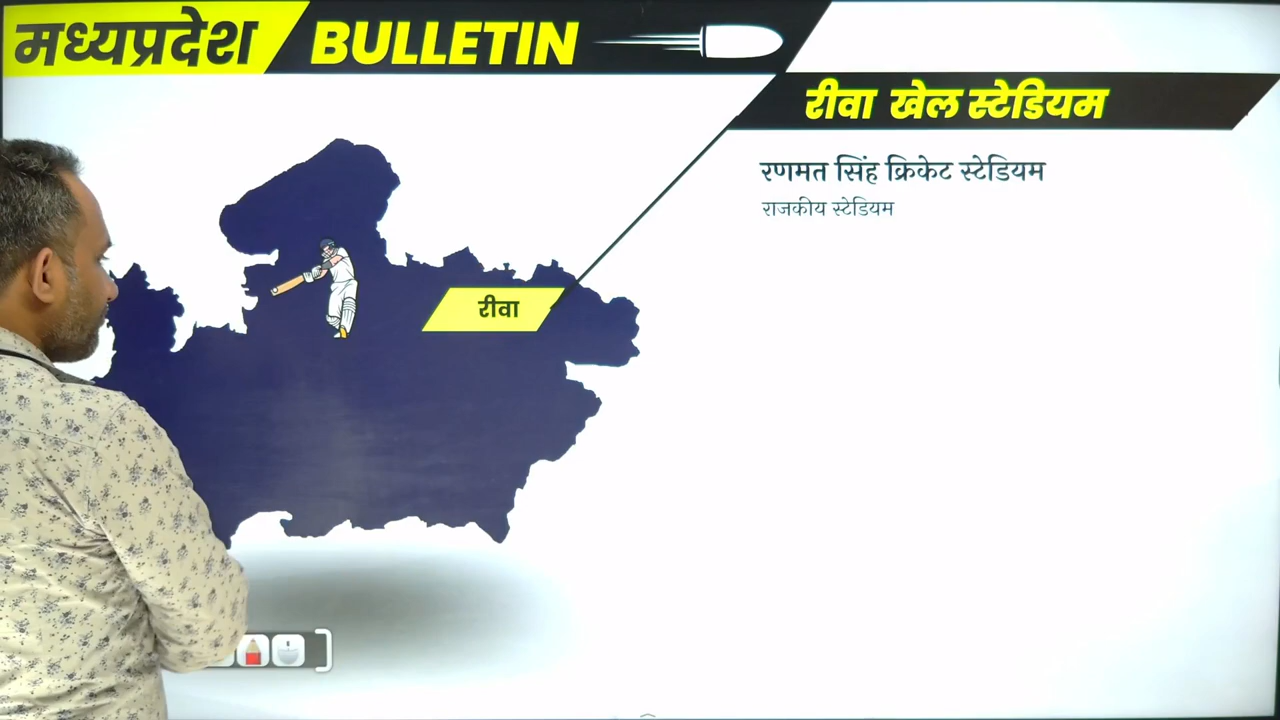 मध्यप्रदेश BULLETIN
रीवा खेल स्टेडियम
रणमत सिंह क्रिकेट स्टेडियम
राजकीय स्टेडियम
रीवा